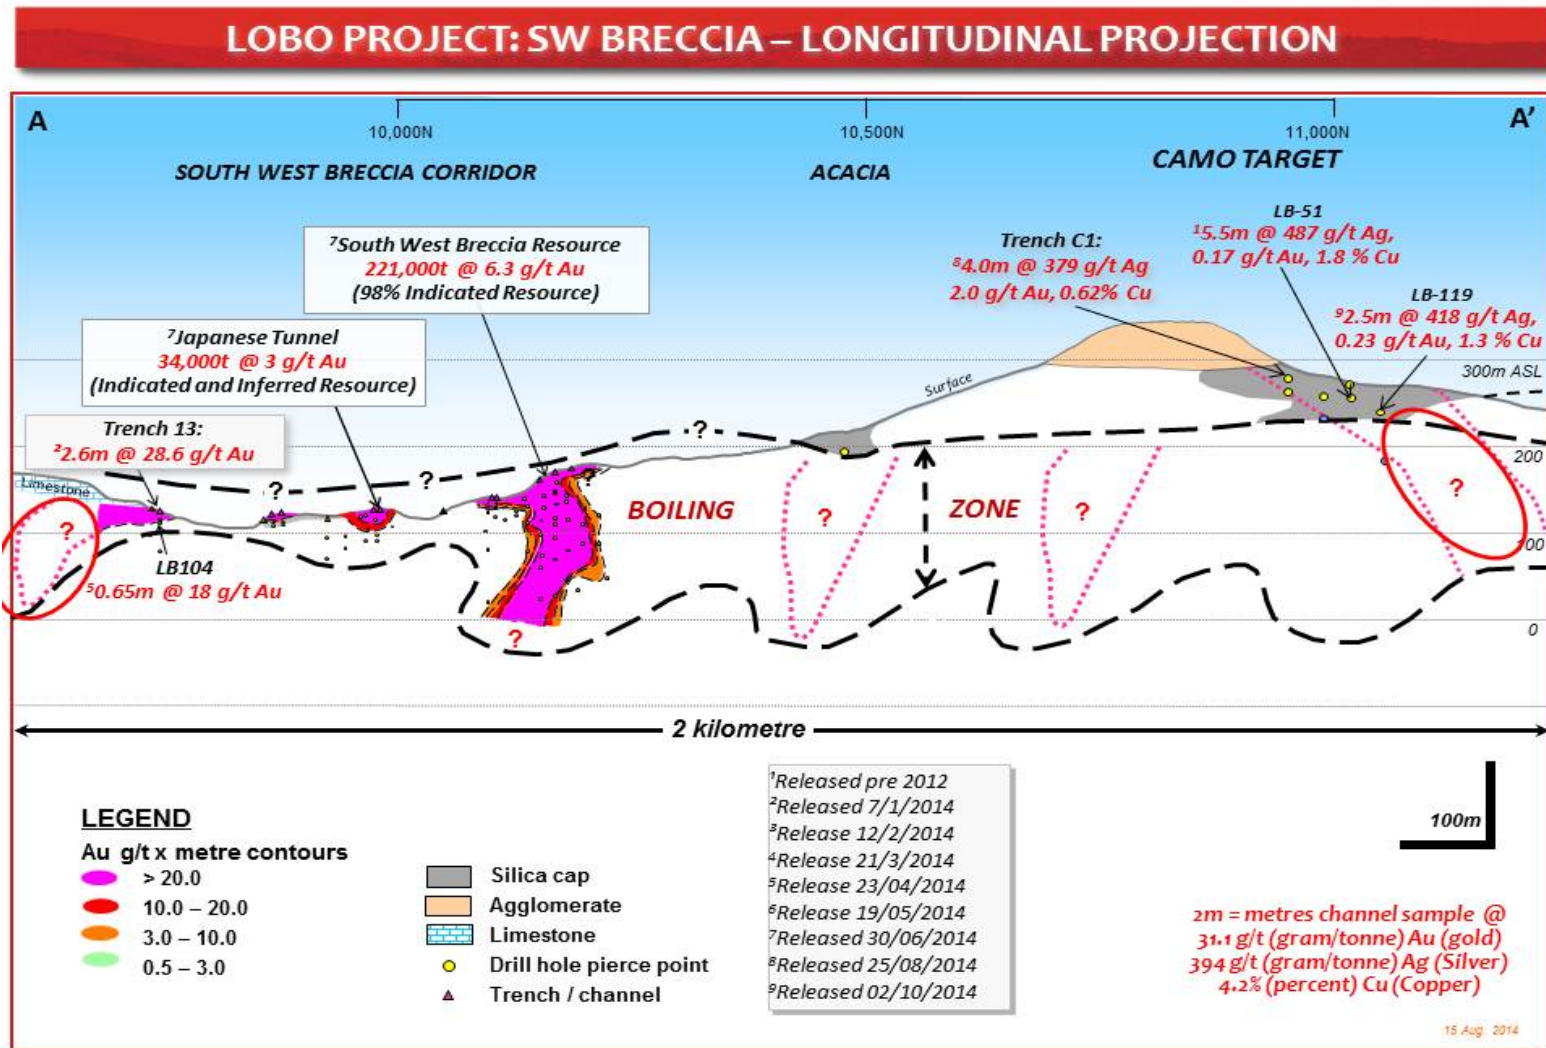 LOBO PROJECT: SW BRECCIA – LONGITUDINAL PROJECTION
A
A'
10,000N
10,500N
11,000N
SOUTH WEST BRECCIA CORRIDOR
ACACIA
CAMO TARGET
⁷South West Breccia Resource
221,000t @ 6.3 g/t Au
(98% Indicated Resource)
⁷Japanese Tunnel
34,000t @ 3 g/t Au
(Indicated and Inferred Resource)
Trench 13:
²2.6m @ 28.6 g/t Au
Trench C1:
⁸4.0m @ 379 g/t Ag
2.0 g/t Au, 0.62% Cu
LB-51
¹5.5m @ 487 g/t Ag,
0.17 g/t Au, 1.8 % Cu
LB-119
⁹2.5m @ 418 g/t Ag,
0.23 g/t Au, 1.3 % Cu
300m ASL
Surface
?
?
?
?
200
Limestone
?
BOILING
?
ZONE
?
?
100
LB104
⁵0.65m @ 18 g/t Au
?
0
2 kilometre
LEGEND
Au g/t x metre contours
> 20.0
10.0 – 20.0
3.0 – 10.0
0.5 – 3.0
Silica cap
Agglomerate
Limestone
Drill hole pierce point
Trench / channel
¹Released pre 2012
²Released 7/1/2014
³Release 12/2/2014
⁴Release 21/3/2014
⁵Release 23/04/2014
⁶Release 19/05/2014
⁷Released 30/06/2014
⁸Released 25/08/2014
⁹Released 02/10/2014
100m
2m = metres channel sample @
31.1 g/t (gram/tonne) Au (gold)
394 g/t (gram/tonne) Ag (Silver)
4.2% (percent) Cu (Copper)
15 Aug. 2014